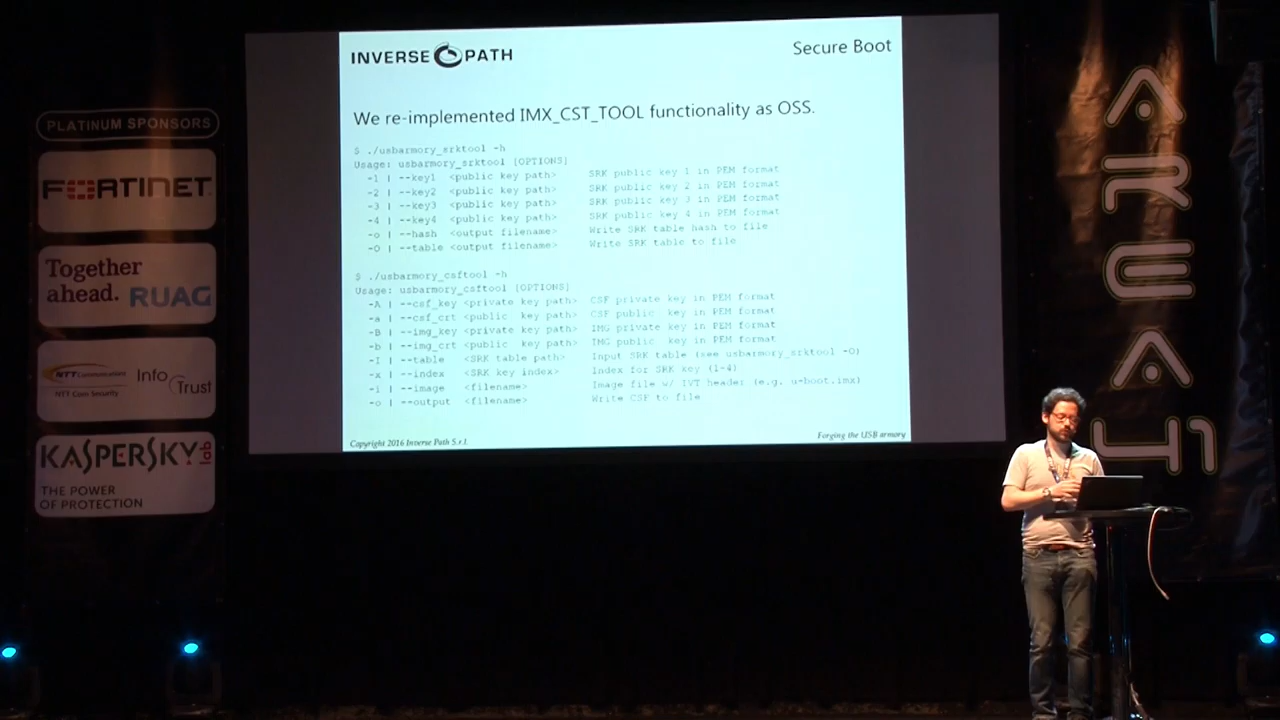 PLATINUM SPONSORS
FORTINET
Together
ahead. RUAG
NTT Communications
NTT Com Security
Info Trust
KASPERSKY lab
THE POWER
OF PROTECTION
INVERSE PATH
Secure Boot
We re-implemented IMX_CST_TOOL functionality as OSS.
$ ./usbarmory_srktool -h
Usage: usbarmory_srktool [OPTIONS]
-1 | --key1 <public key path> SRK public key 1 in PEM format
-2 | --key2 <public key path> SRK public key 2 in PEM format
-3 | --key3 <public key path> SRK public key 3 in PEM format
-4 | --key4 <public key path> SRK public key 4 in PEM format
-o | --hash <output filename> Write SRK table hash to file
-O | --table <output filename> Write SRK table to file
$ ./usbarmory_csftool -h
Usage: usbarmory_csftool [OPTIONS]
-A | --csf_key <private key path> CSF private key in PEM format
-a | --csf_crt <public key path> CSF public key in PEM format
-B | --img_key <private key path> IMG private key in PEM format
-b | --img_crt <public key path> IMG public key in PEM format
-I | --table <SRK table path> Input SRK table (see usbarmory_srktool -O)
-x | --index <SRK key index> Index for SRK key (1-4)
-i | --image <filename> Image file w/ IVT header (e.g. u-boot.imx)
-o | --output <filename> Write CSF to file
Copyright 2016 Inverse Path S.r.l.
Forging the USB armory
AREA41